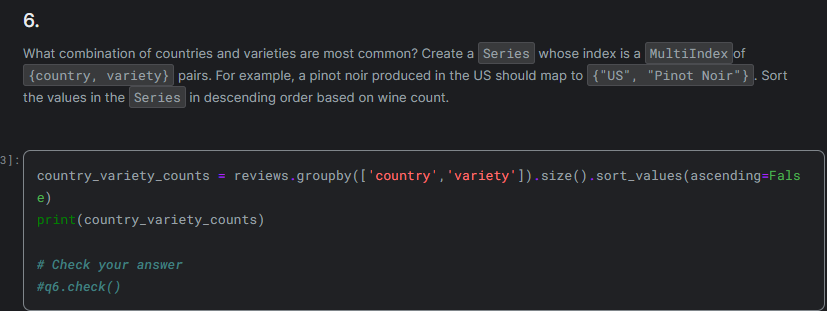 6.
What combination of countries and varieties are most common? Create a Series whose index is a MultiIndex of
{country, variety} pairs. For example, a pinot noir produced in the US should map to {"US", "Pinot Noir"}. Sort
the values in the Series in descending order based on wine count.
3]:
country_variety_counts = reviews.groupby(['country','variety']).size().sort_values(ascending=Fals
e)
print(country_variety_counts)
# Check your answer
#q6.check()